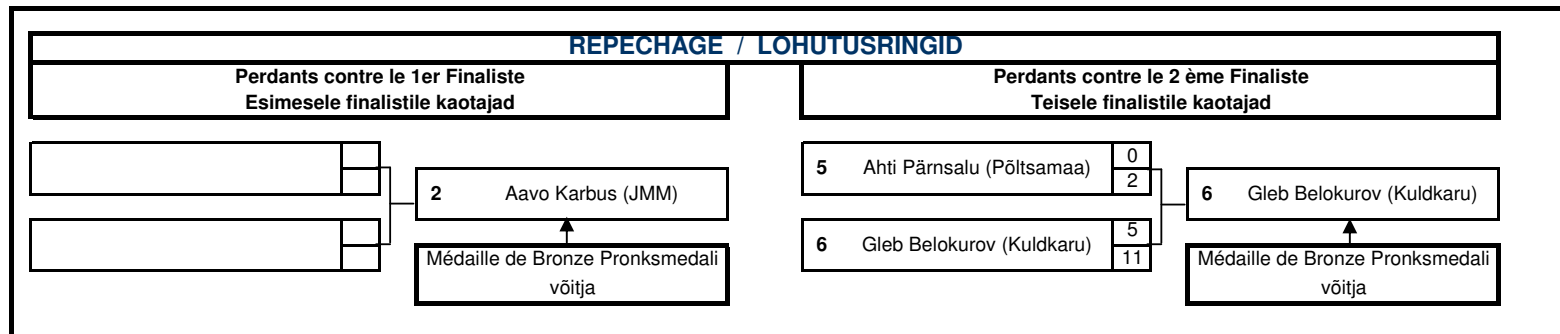 REPECHAGE / LOHUTUSRINGID
Perdants contre le 1er Finaliste
Esimesele finalistile kaotajad
Perdants contre le 2 ème Finaliste
Teisele finalistile kaotajad
2 Aavo Karbus (JMM)
Médaille de Bronze Pronksmedali
võitja
5 Ahti Pärnsalu (Põltsamaa) 0
2
6 Gleb Belokurov (Kuldkaru)
6 Gleb Belokurov (Kuldkaru) 5
11
Médaille de Bronze Pronksmedali
võitja